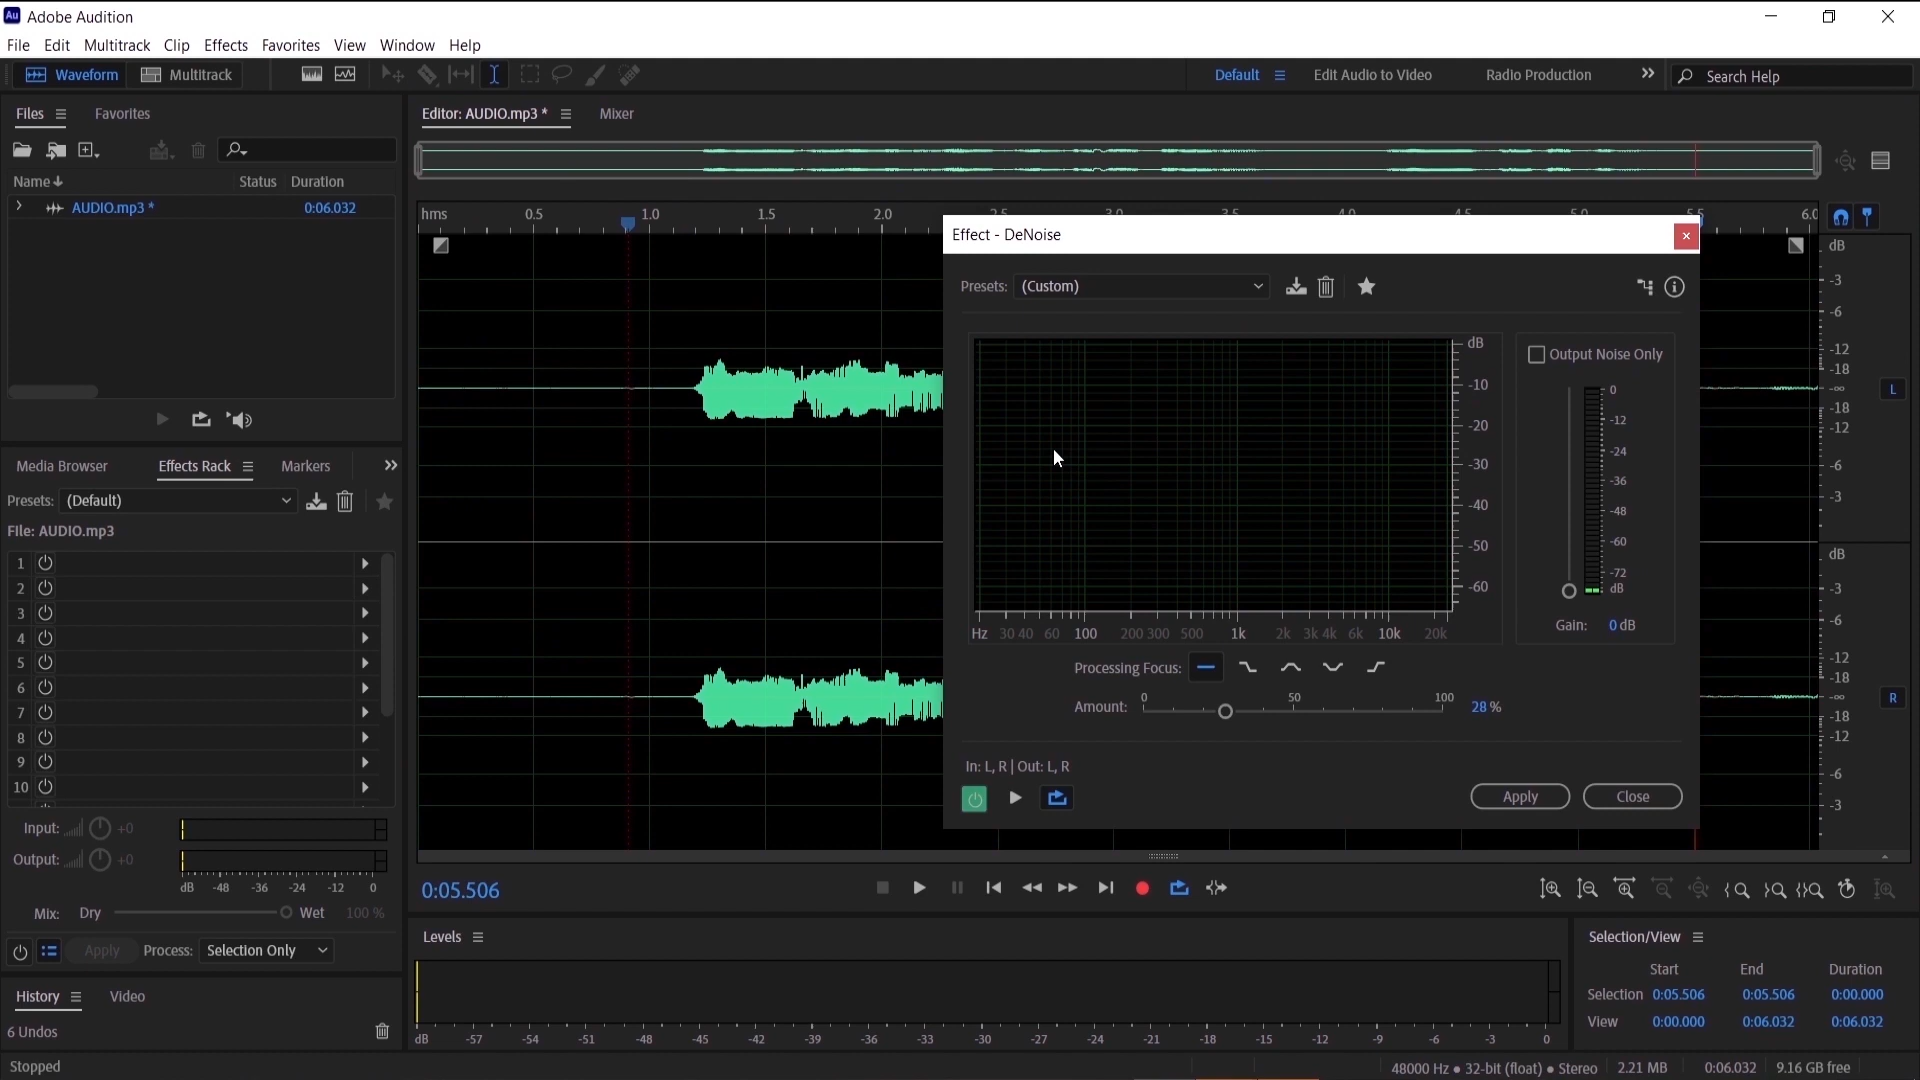 Au Adobe Audition
File Edit Multitrack Clip Effects Favorites View Window Help
Waveform Multitrack Default Edit Audio to Video Radio Production Search Help
Files Favorites
Editor: AUDIO.mp3 * Mixer
Name Status Duration
AUDIO.mp3 * 0:06.032
hms 0.5 1.0 1.5 2.0 2.5 3.0 3.5 4.0 4.5 5.0 5.5 6.0
Effect - DeNoise
Presets: (Custom)
dB
-10
-20
-30
-40
-50
-60
Hz 30 40 60 100 200 300 500 1k 2k 3k 4k 6k 10k 20k
Output Noise Only
0
-12
-24
-36
-48
-60
-72
dB
Gain: 0 dB
Processing Focus:
Amount: 0 50 100 28 %
In: L, R | Out: L, R
Apply Close
dB
-3
-6
-12
-18
-∞
-18
-12
-6
-3
L
dB
-3
-6
-12
-18
-∞
-18
-12
-6
-3
R
Media Browser Effects Rack Markers
Presets: (Default)
File: AUDIO.mp3
1
2
3
4
5
6
7
8
9
10
Input: +0
Output: +0
dB -48 -36 -24 -12 0
Mix: Dry Wet 100 %
Apply Process: Selection Only
History Video
6 Undos
Stopped
0:05.506
Levels
dB -57 -54 -51 -48 -45 -42 -39 -36 -33 -30 -27 -24 -21 -18 -15 -12 -9 -6 -3 0
Selection/View
Start End Duration
Selection 0:05.506 0:05.506 0:00.000
View 0:00.000 0:06.032 0:06.032
48000 Hz ● 32-bit (float) ● Stereo 2.21 MB 0:06.032 9.16 GB free